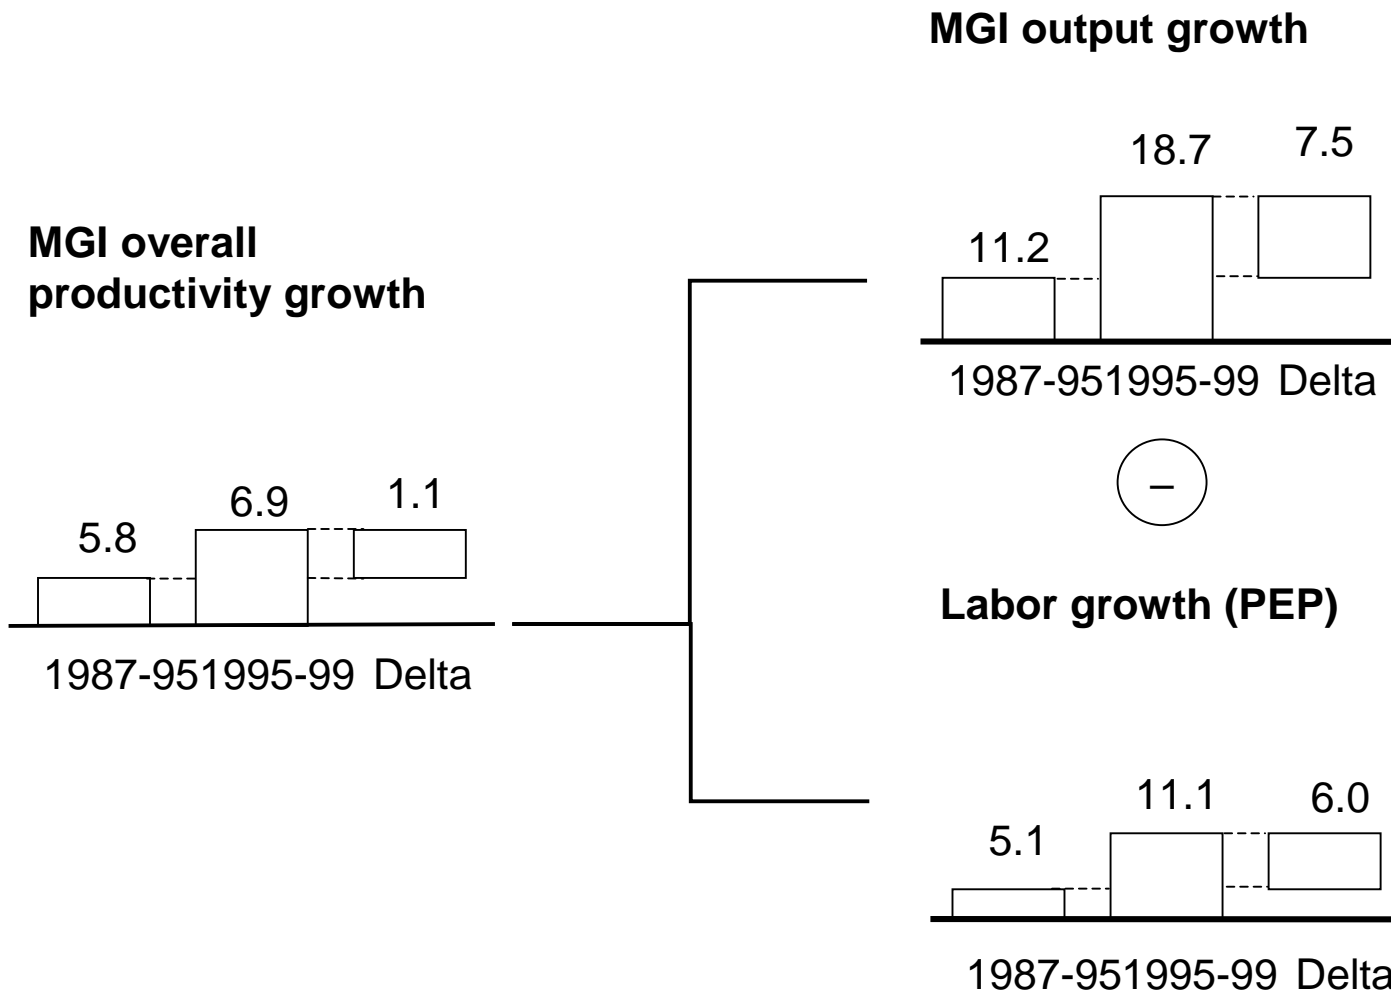 MGI output growth
18.7 7.5
11.2
1987-951995-99 Delta
MGI overall
productivity growth
6.9 1.1
5.8
1987-951995-99 Delta
–
Labor growth (PEP)
11.1 6.0
5.1
1987-951995-99 Delta